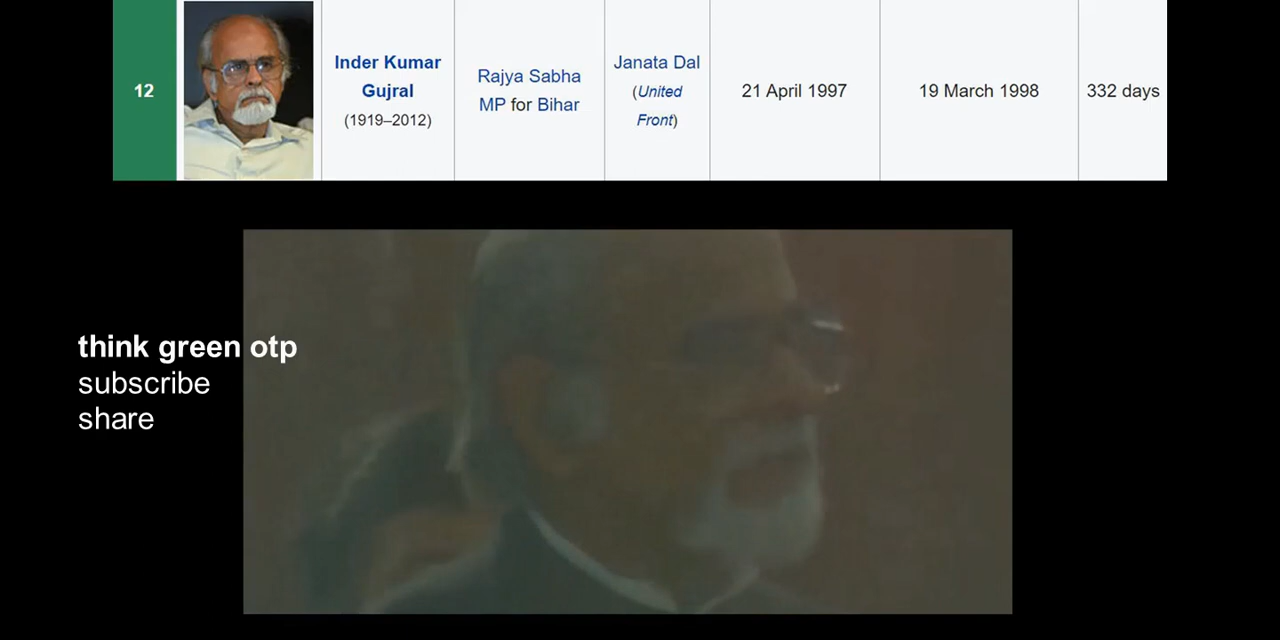 12
Inder Kumar
Gujral
(1919–2012)
Rajya Sabha
MP for Bihar
Janata Dal
(United
Front)
21 April 1997
19 March 1998
332 days
think green otp
subscribe
share